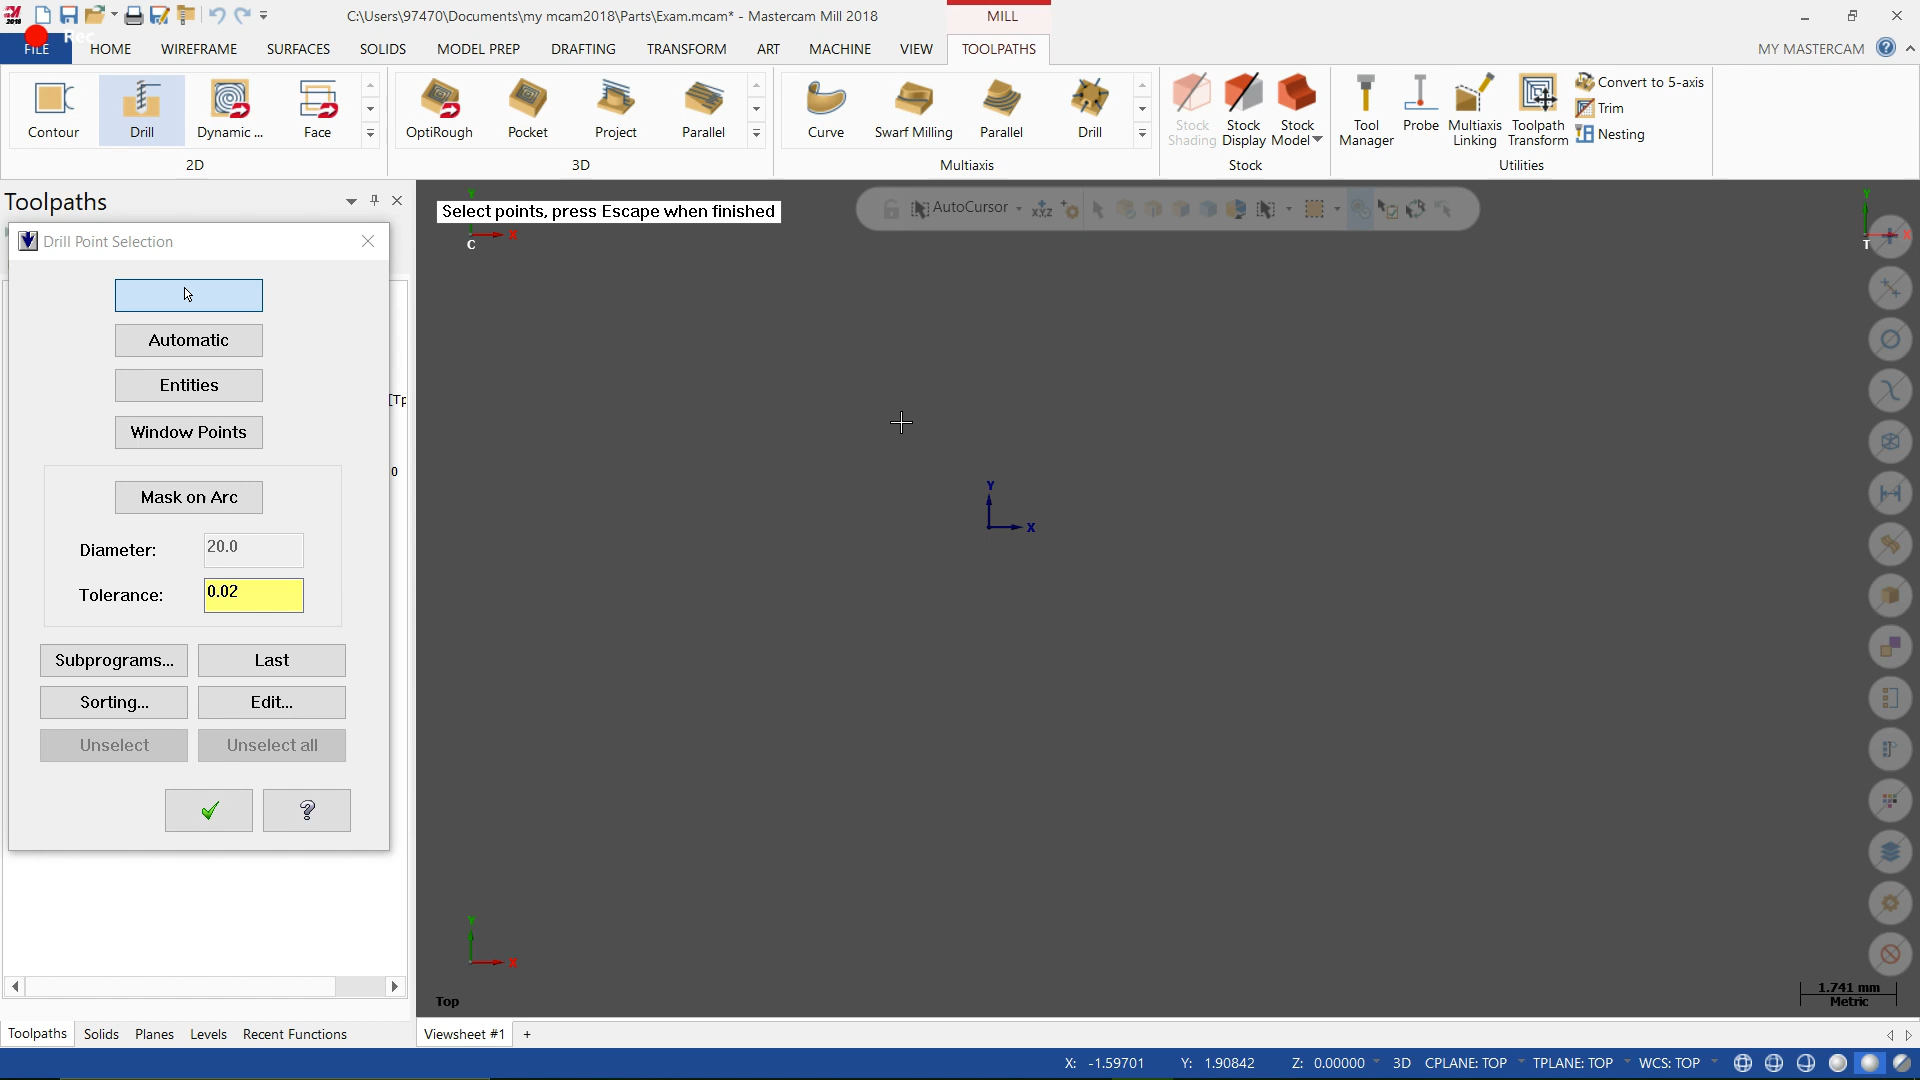 C:\Users\97470\Documents\my mcam2018\Parts\Exam.mcam* - Mastercam Mill 2018
MILL
Rec
FILE
HOME
WIREFRAME
SURFACES
SOLIDS
MODEL PREP
DRAFTING
TRANSFORM
ART
MACHINE
VIEW
TOOLPATHS
MY MASTERCAM
Contour
Drill
Dynamic ...
Face
OptiRough
Pocket
Project
Parallel
Curve
Swarf Milling
Parallel
Drill
Stock Shading
Stock Display
Stock Model
Tool Manager
Probe
Multiaxis Linking
Toolpath Transform
Convert to 5-axis
Trim
Nesting
2D
3D
Multiaxis
Stock
Utilities
Toolpaths
Select points, press Escape when finished
AutoCursor
Y
X
C
Y
X
T
Drill Point Selection
Automatic
Entities
Window Points
Mask on Arc
Diameter:
20.0
Tolerance:
0.02
Subprograms...
Last
Sorting...
Edit...
Unselect
Unselect all
[Tp
0
Y
X
Y
X
Top
1.741 mm
Metric
Toolpaths
Solids
Planes
Levels
Recent Functions
Viewsheet #1
+
X: -1.59701
Y: 1.90842
Z: 0.00000
3D
CPLANE: TOP
TPLANE: TOP
WCS: TOP